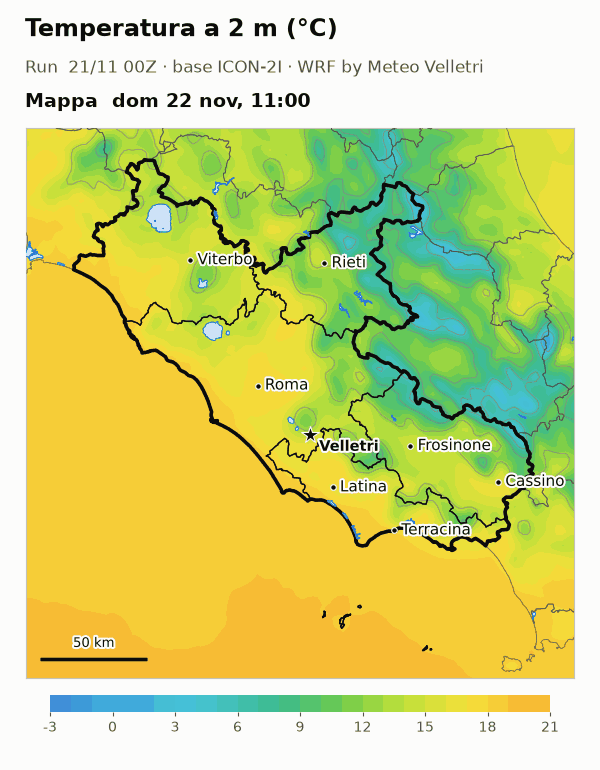 Temperatura a 2 m (°C)
Run  21/11 00Z · base ICON-2I · WRF by Meteo Velletri
Mappa  dom 22 nov, 11:00
Viterbo
Rieti
Roma
Velletri
Frosinone
Latina
Cassino
Terracina
50 km
-3 0 3 6 9 12 15 18 21